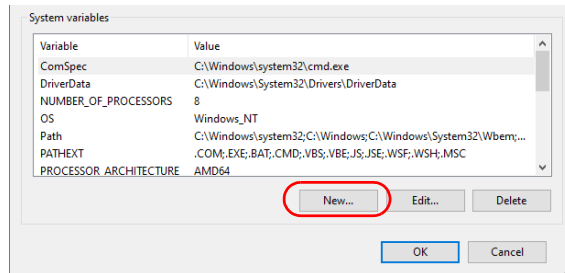 System variables
Variable Value
ComSpec C:\Windows\system32\cmd.exe
DriverData C:\Windows\System32\Drivers\DriverData
NUMBER_OF_PROCESSORS 8
OS Windows_NT
Path C:\Windows\system32;C:\Windows;C:\Windows\System32\Wbem;...
PATHEXT .COM;.EXE;.BAT;.CMD;.VBS;.VBE;.JS;.JSE;.WSF;.WSH;.MSC
PROCESSOR_ARCHITECTURE AMD64
New... Edit... Delete
OK Cancel